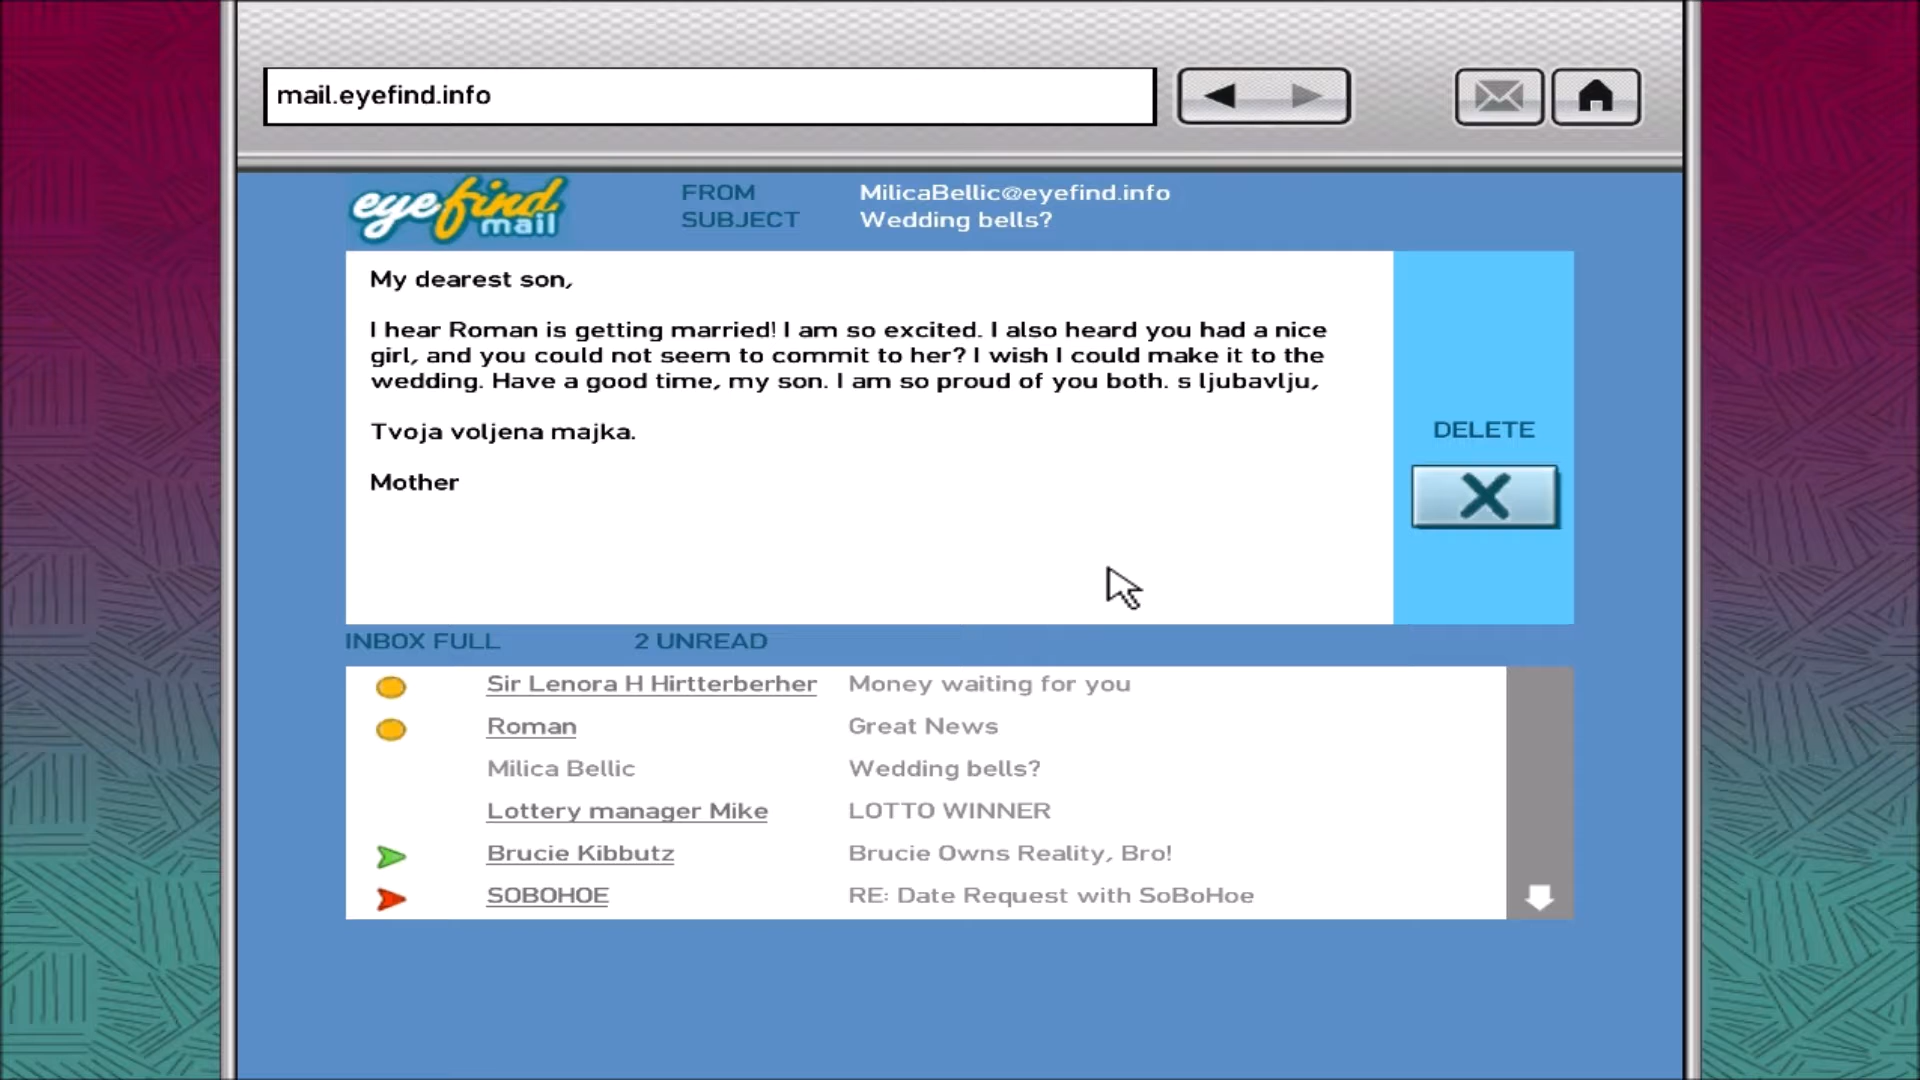 mail.eyefind.info
eyefind mail
FROM MilicaBellic@eyefind.info
SUBJECT Wedding bells?
My dearest son,
I hear Roman is getting married! I am so excited. I also heard you had a nice
girl, and you could not seem to commit to her? I wish I could make it to the
wedding. Have a good time, my son. I am so proud of you both. s ljubavlju,
Tvoja voljena majka.
Mother
DELETE
INBOX FULL 2 UNREAD
Sir Lenora H Hirtterberher Money waiting for you
Roman Great News
Milica Bellic Wedding bells?
Lottery manager Mike LOTTO WINNER
Brucie Kibbutz Brucie Owns Reality, Bro!
SOBOHOE RE: Date Request with SoBoHoe